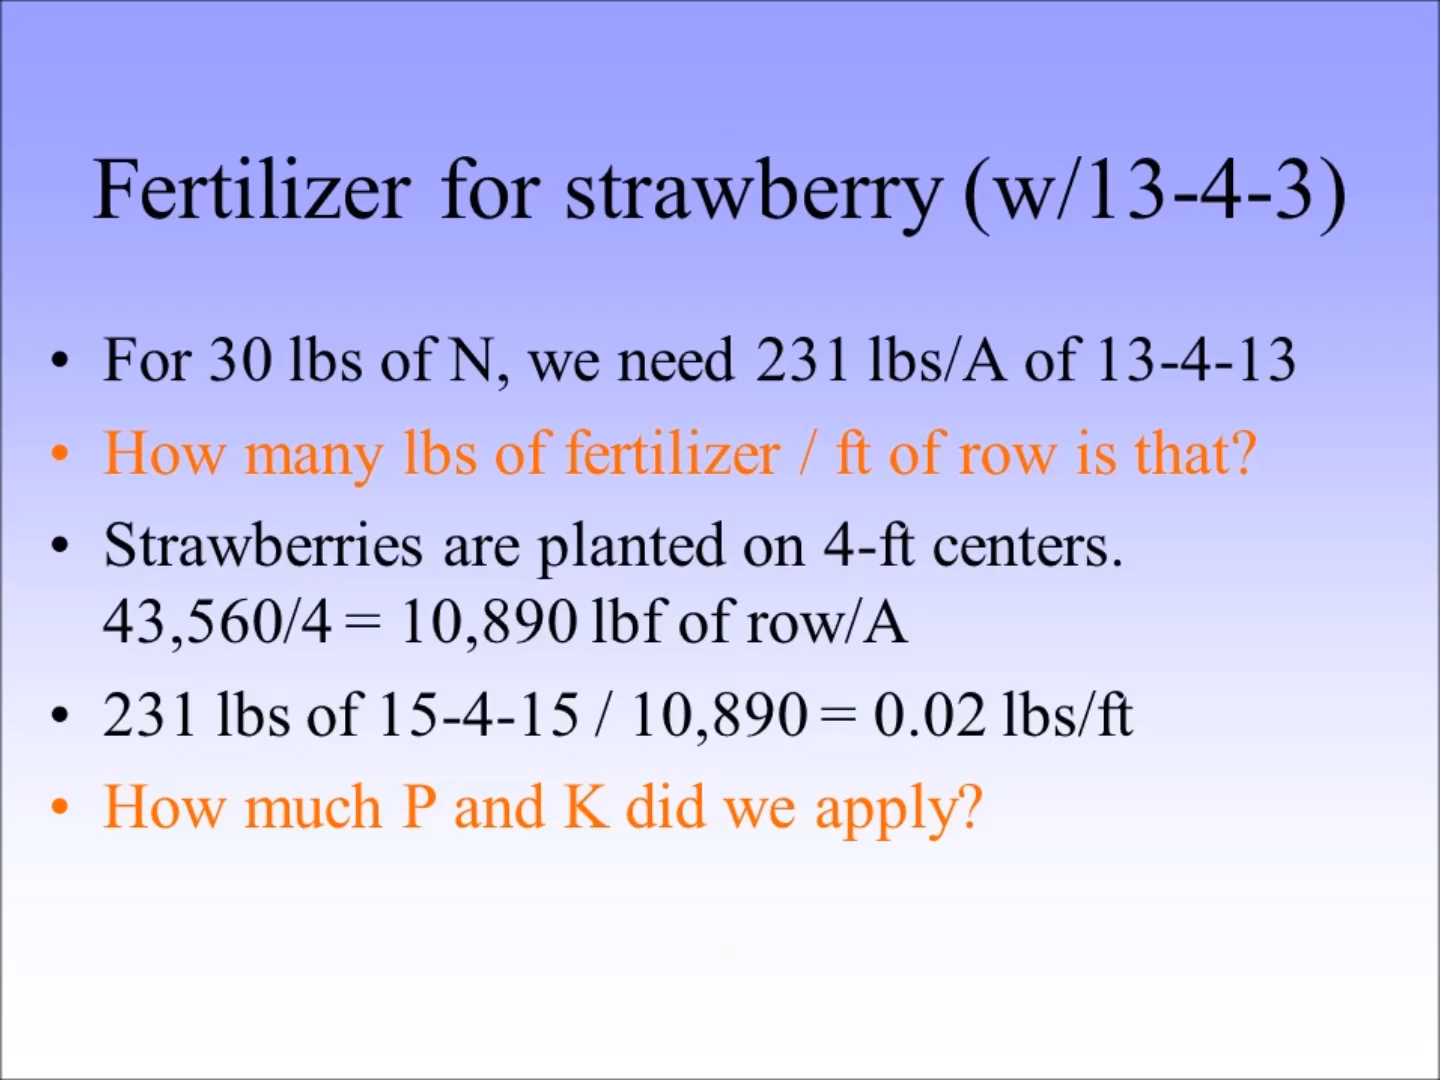 Fertilizer for strawberry (w/13-4-3)
• For 30 lbs of N, we need 231 lbs/A of 13-4-13
• How many lbs of fertilizer / ft of row is that?
• Strawberries are planted on 4-ft centers.
43,560/4 = 10,890 lbf of row/A
• 231 lbs of 15-4-15 / 10,890 = 0.02 lbs/ft
• How much P and K did we apply?